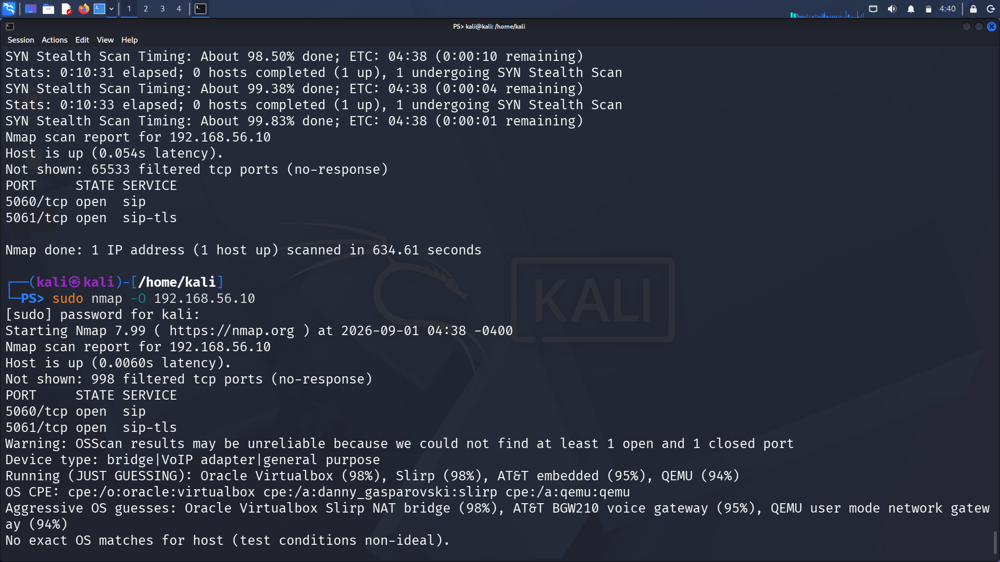 1 2 3 4
4:40
PS> kali@kali: /home/kali
Session Actions Edit View Help
SYN Stealth Scan Timing: About 98.50% done; ETC: 04:38 (0:00:10 remaining)
Stats: 0:10:31 elapsed; 0 hosts completed (1 up), 1 undergoing SYN Stealth Scan
SYN Stealth Scan Timing: About 99.38% done; ETC: 04:38 (0:00:04 remaining)
Stats: 0:10:33 elapsed; 0 hosts completed (1 up), 1 undergoing SYN Stealth Scan
SYN Stealth Scan Timing: About 99.83% done; ETC: 04:38 (0:00:01 remaining)
Nmap scan report for 192.168.56.10
Host is up (0.054s latency).
Not shown: 65533 filtered tcp ports (no-response)
PORT     STATE SERVICE
5060/tcp open  sip
5061/tcp open  sip-tls
Screenshot...
Nmap done: 1 IP address (1 host up) scanned in 634.61 seconds
┌──(kali㉿kali)-[/home/kali]
└─PS> sudo nmap -O 192.168.56.10
[sudo] password for kali:
Starting Nmap 7.99 ( https://nmap.org ) at 2026-09-01 04:38 -0400
Nmap scan report for 192.168.56.10
Host is up (0.0060s latency).
Not shown: 998 filtered tcp ports (no-response)
PORT     STATE SERVICE
5060/tcp open  sip
5061/tcp open  sip-tls
Warning: OSScan results may be unreliable because we could not find at least 1 open and 1 closed port
Device type: bridge|VoIP adapter|general purpose
Running (JUST GUESSING): Oracle Virtualbox (98%), Slirp (98%), AT&T embedded (95%), QEMU (94%)
OS CPE: cpe:/o:oracle:virtualbox cpe:/a:danny_gasparovski:slirp cpe:/a:qemu:qemu
Aggressive OS guesses: Oracle Virtualbox Slirp NAT bridge (98%), AT&T BGW210 voice gateway (95%), QEMU user mode network gatew
ay (94%)
No exact OS matches for host (test conditions non-ideal).
KALI